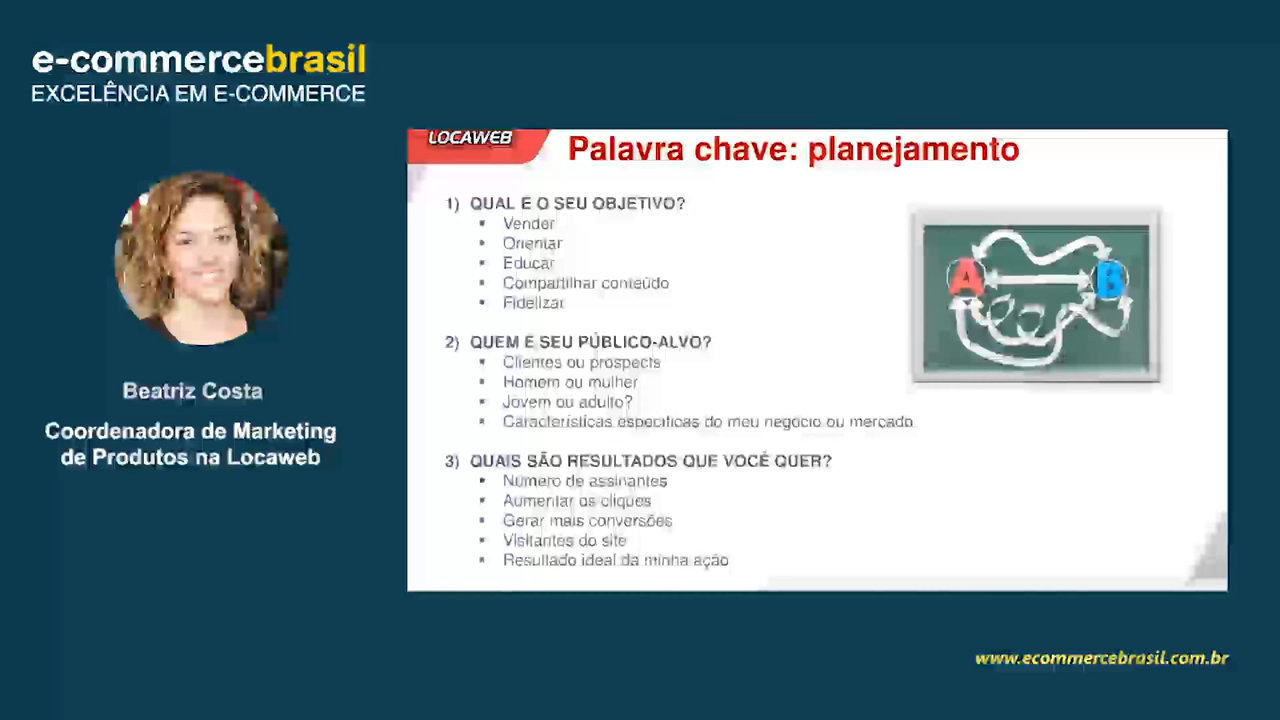 e-commercebrasil
EXCELÊNCIA EM E-COMMERCE
LOCAWEB
Palavra chave: planejamento
1) QUAL É O SEU OBJETIVO?
▪ Vender
▪ Orientar
▪ Educar
▪ Compartilhar conteúdo
▪ Fidelizar
A B
2) QUEM É SEU PÚBLICO-ALVO?
▪ Clientes ou prospects
▪ Homem ou mulher
▪ Jovem ou adulto?
▪ Características específicas do meu negócio ou mercado
3) QUAIS SÃO RESULTADOS QUE VOCÊ QUER?
▪ Número de assinantes
▪ Aumentar os cliques
▪ Gerar mais conversões
▪ Visitantes do site
▪ Resultado ideal da minha ação
Beatriz Costa
Coordenadora de Marketing
de Produtos na Locaweb
www.ecommercebrasil.com.br